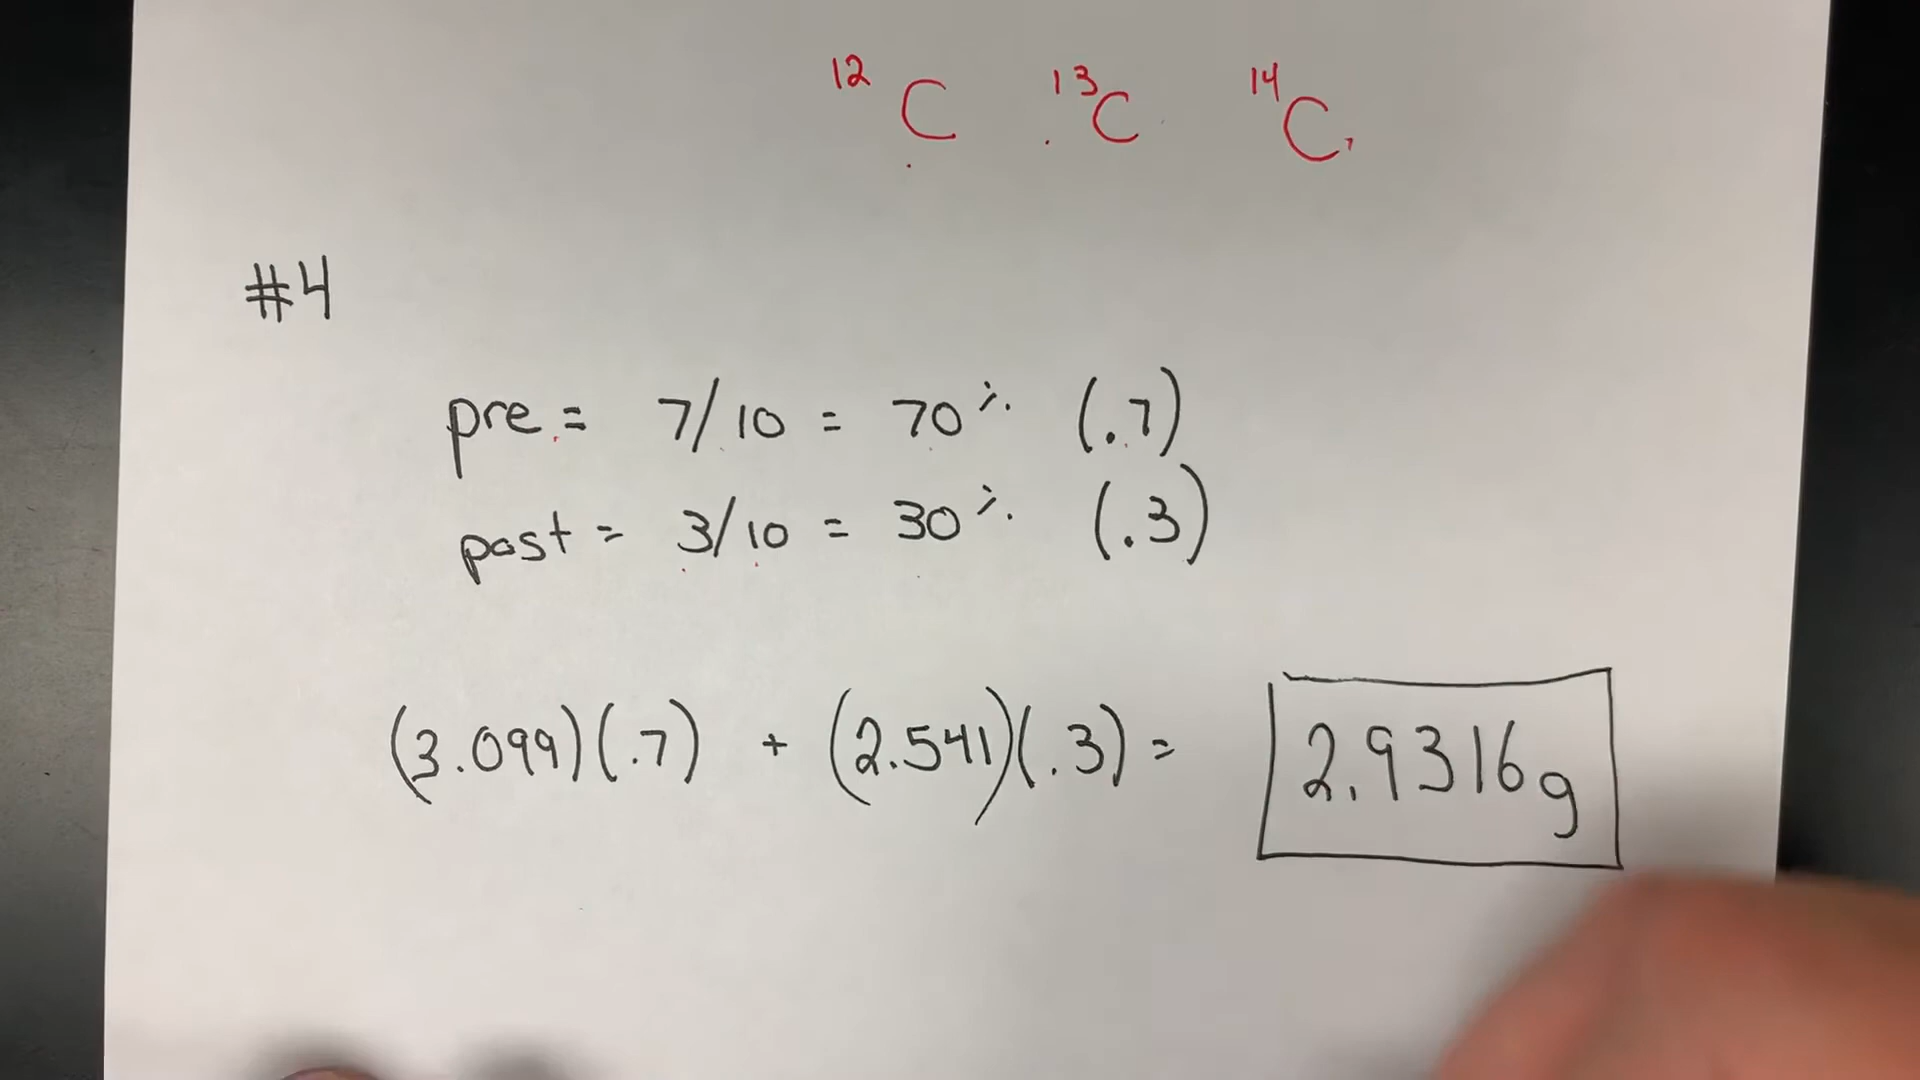 ¹²C ¹³C ¹⁴C
#4
pre = 7/10 = 70% (.7)
post = 3/10 = 30% (.3)
(3.099)(.7) + (2.541)(.3) = 2.9316g